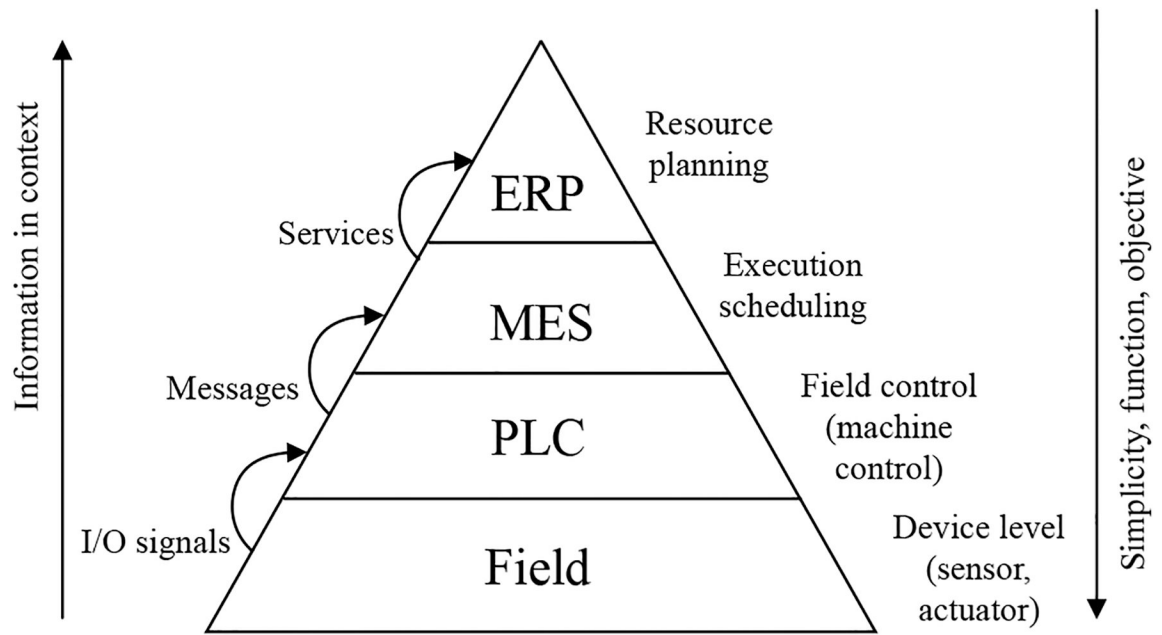 Information in context
Resource
planning
ERP
Services
Execution
scheduling
MES
Messages
Field control
(machine
control)
PLC
I/O signals
Device level
(sensor,
actuator)
Field
Simplicity, function, objective